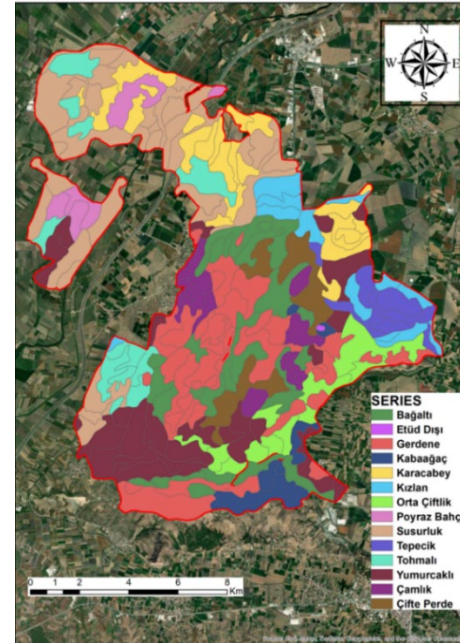 N
W E
S
SERIES
Bağaltı
Etüd Dışı
Gerdene
Kabaağaç
Karacabey
Kızlan
Orta Çiftlik
Poyraz Bahç
Susurluk
Tepecik
Tohmalı
Yumurcaklı
Çamlık
Çifte Perde
0 1 2 4 6 8
Km